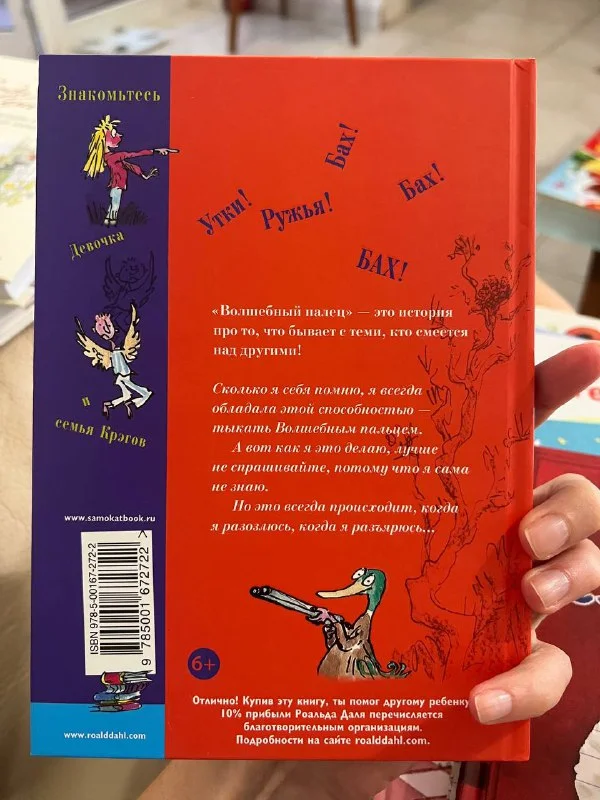 Знакомьтесь
Девочка
и
семья Крэгов
www.samokatbook.ru
ISBN 978-5-00167-272-2
9 785001 672722 >
www.roalddahl.com
Утки!
Ружья!
Бах!
Бах!
БАХ!
«Волшебный палец» — это история
про то, что бывает с теми, кто смеется
над другими!
Сколько я себя помню, я всегда
обладала этой способностью —
тыкать Волшебным пальцем.
А вот как я это делаю, лучше
не спрашивайте, потому что я сама
не знаю.
Но это всегда происходит, когда
я разозлюсь, когда я разъярюсь...
6+
Отлично! Купив эту книгу, ты помог другому ребенку
10% прибыли Роальда Даля перечисляется
благотворительным организациям.
Подробности на сайте roalddahl.com.